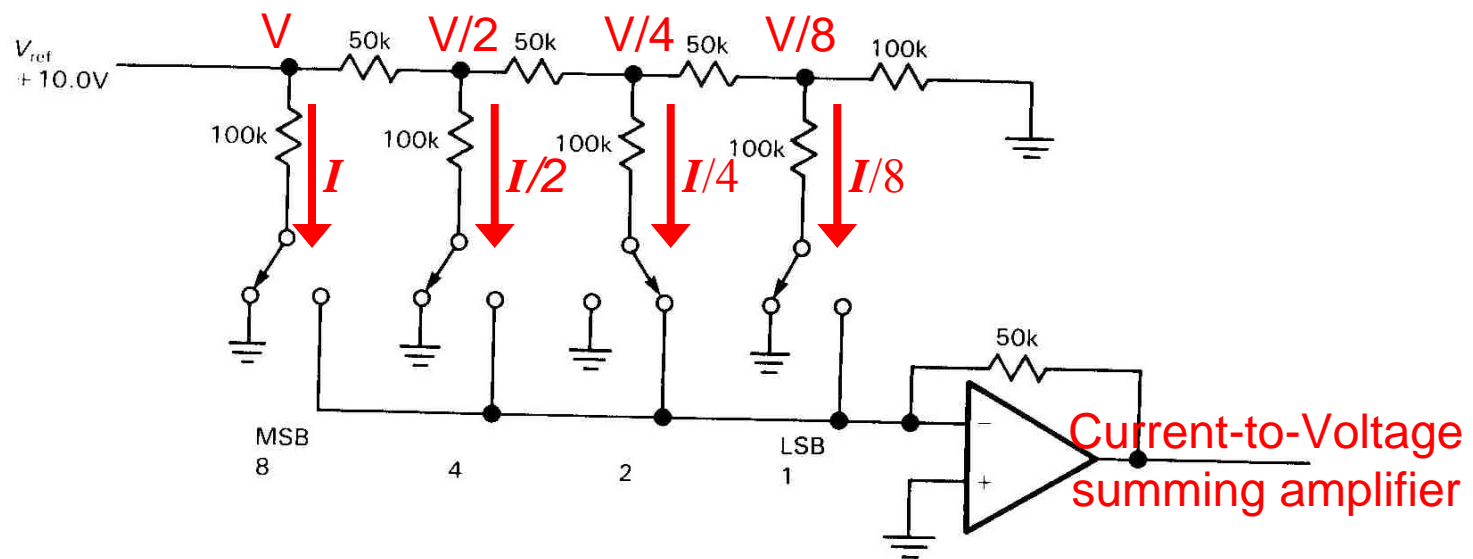 V 50k V/2 50k V/4 50k V/8 100k
Vref
+10.0V
100k 100k 100k 100k
I I/2 I/4 I/8
50k
MSB LSB
8 4 2 1
−
+
Current-to-Voltage
summing amplifier